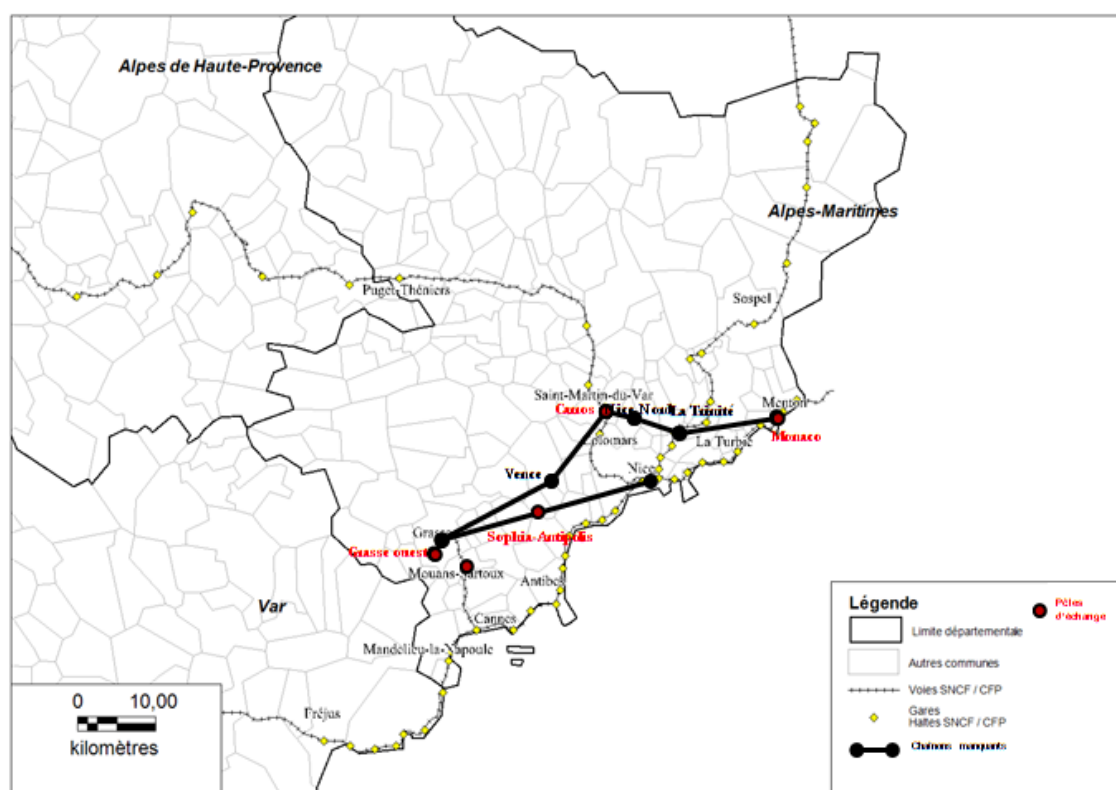 Alpes de Haute-Provence
Alpes-Maritimes
Puget-Théniers
Sospel
Saint-Martin-du-Var
Carros
La Trinité
Menton
Colomars
La Turbie
Monaco
Vence
Nice
Grasse
Sophia-Antipolis
Grasse ouest
Mouans-Sartoux
Antibes
Var
Cannes
Mandelieu-la-Napoule
Fréjus
0 10,00
kilomètres
Légende
Limite départementale
Autres communes
Voies SNCF / CFP
Gares
Haltes SNCF / CFP
Chaînons manquants
Pôles
d'échange